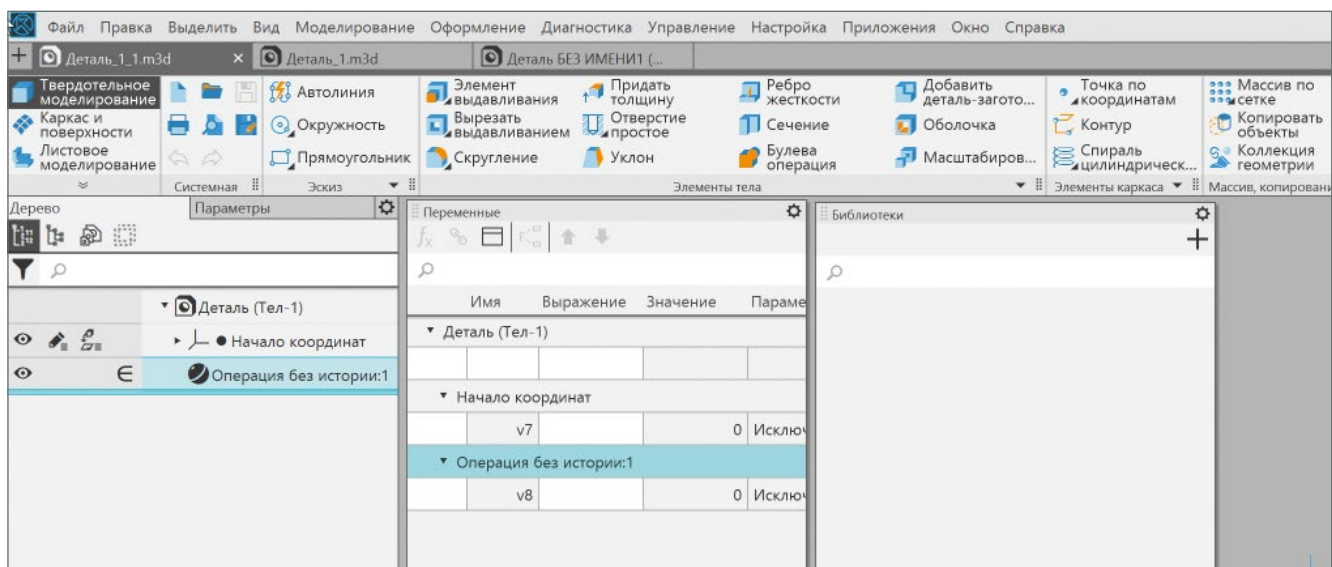 Файл Правка Выделить Вид Моделирование Оформление Диагностика Управление Настройка Приложения Окно Справка
Деталь_1_1.m3d × Деталь_1.m3d Деталь БЕЗ ИМЕНИ1 (...
Твердотельное моделирование
Каркас и поверхности
Листовое моделирование
Системная
Автолиния
Окружность
Прямоугольник
Эскиз
Элемент выдавливания
Вырезать выдавливанием
Скругление
Придать толщину
Отверстие простое
Уклон
Ребро жесткости
Сечение
Булева операция
Добавить деталь-загото...
Оболочка
Масштабиров...
Элементы тела
Точка по координатам
Контур
Спираль цилиндрическ...
Элементы каркаса
Массив по сетке
Копировать объекты
Коллекция геометрии
Массив, копировани
Дерево Параметры
Деталь (Тел-1)
Начало координат
Операция без истории:1
Переменные
Имя Выражение Значение Параме
Деталь (Тел-1)
Начало координат
v7 0 Исключ
Операция без истории:1
v8 0 Исключ
Библиотеки